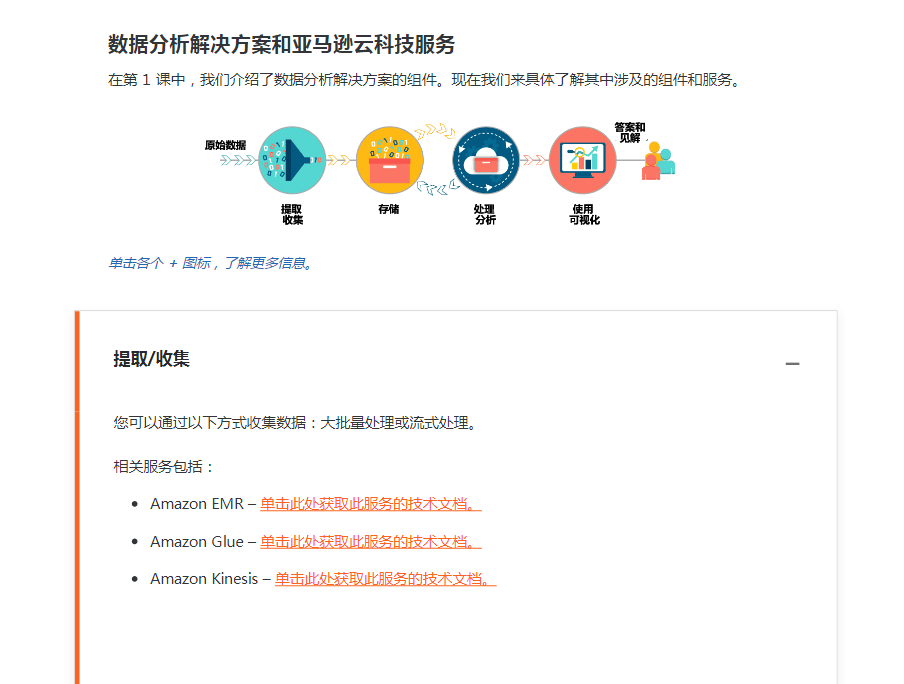 数据分析解决方案和亚马逊云科技服务
在第 1 课中，我们介绍了数据分析解决方案的组件。现在我们来具体了解其中涉及的组件和服务。
原始数据
答案和
见解
提取
收集
存储
处理
分析
使用
可视化
单击各个 + 图标，了解更多信息。
提取/收集
您可以通过以下方式收集数据：大批量处理或流式处理。
相关服务包括：
• Amazon EMR – 单击此处获取此服务的技术文档。
• Amazon Glue – 单击此处获取此服务的技术文档。
• Amazon Kinesis – 单击此处获取此服务的技术文档。